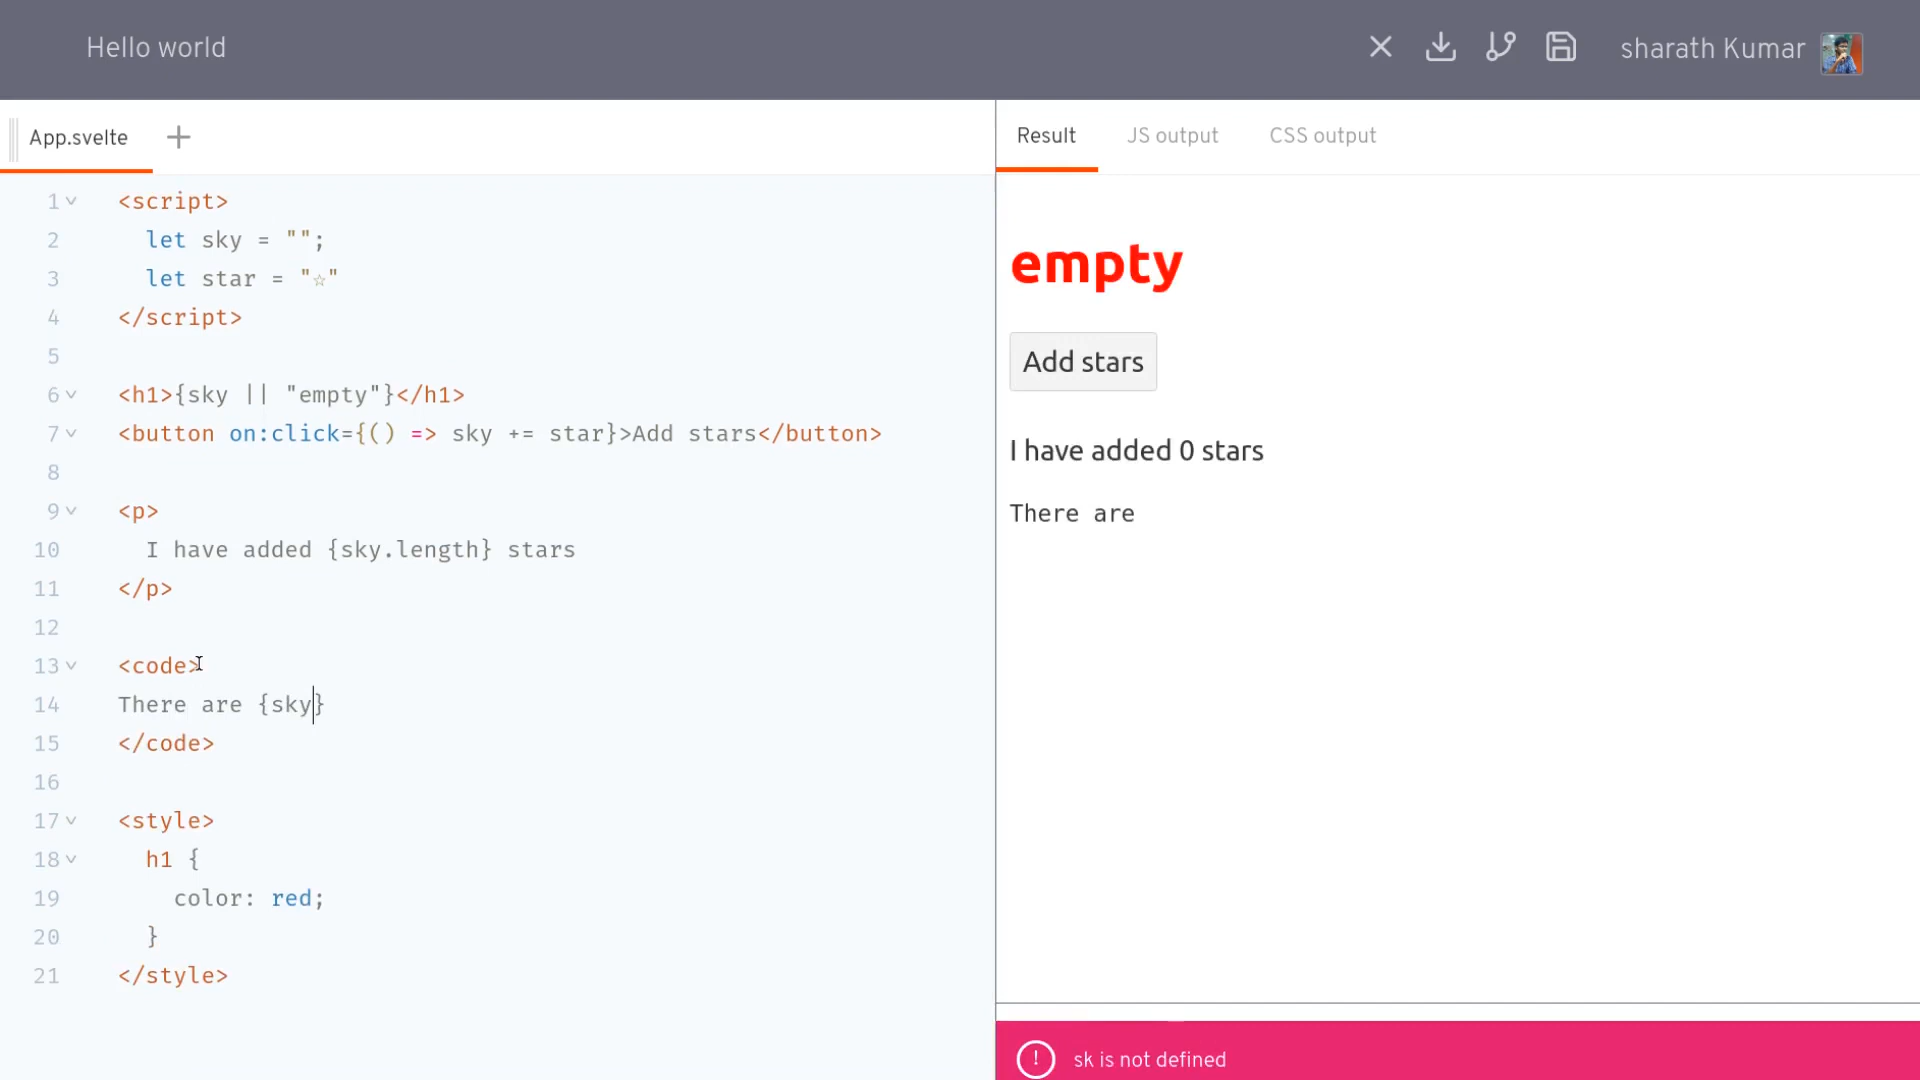 Hello world
sharath Kumar
App.svelte
Result JS output CSS output
1 <script>
2 let sky = "";
3 let star = "☆"
4 </script>
5
6 <h1>{sky || "empty"}</h1>
7 <button on:click={() => sky += star}>Add stars</button>
8
9 <p>
10 I have added {sky.length} stars
11 </p>
12
13 <code>
14 There are {sky}
15 </code>
16
17 <style>
18 h1 {
19 color: red;
20 }
21 </style>
empty
Add stars
I have added 0 stars
There are
! sk is not defined